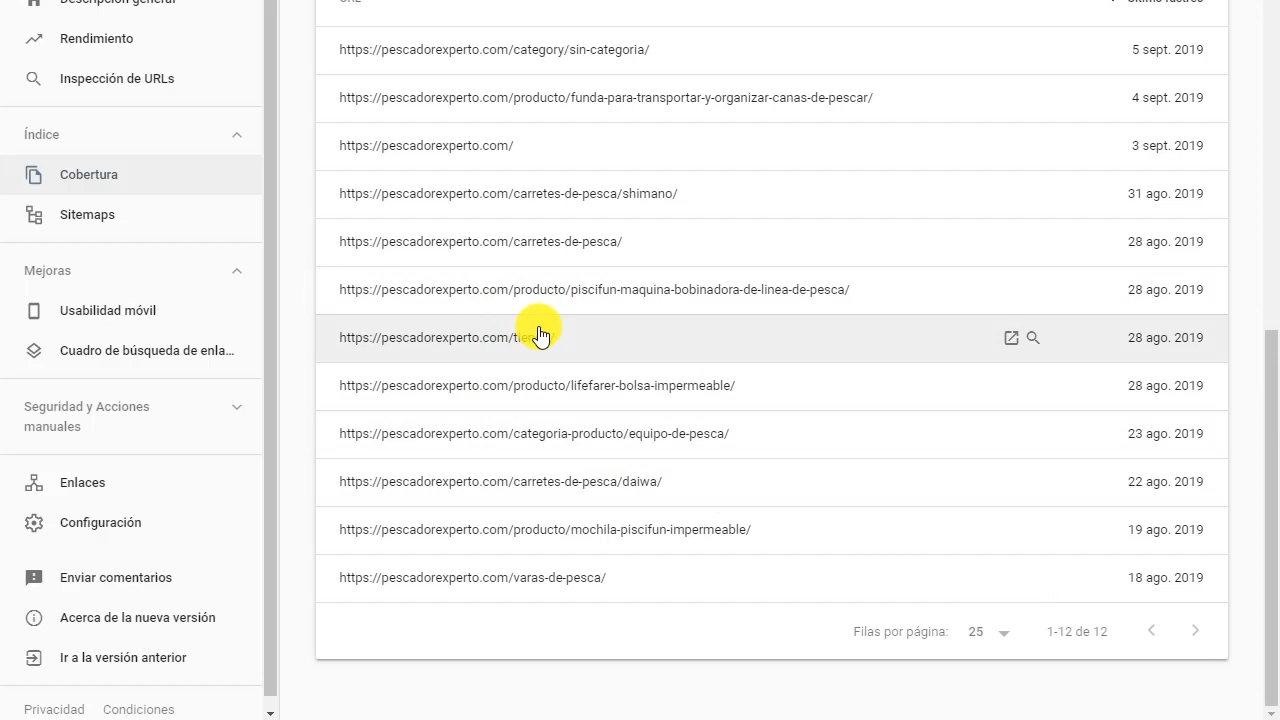 Rendimiento
Inspección de URLs
Índice
Cobertura
Sitemaps
Mejoras
Usabilidad móvil
Cuadro de búsqueda de enla...
Seguridad y Acciones
manuales
Enlaces
Configuración
Enviar comentarios
Acerca de la nueva versión
Ir a la versión anterior
Privacidad Condiciones
https://pescadorexperto.com/category/sin-categoria/ 5 sept. 2019
https://pescadorexperto.com/producto/funda-para-transportar-y-organizar-canas-de-pescar/ 4 sept. 2019
https://pescadorexperto.com/ 3 sept. 2019
https://pescadorexperto.com/carretes-de-pesca/shimano/ 31 ago. 2019
https://pescadorexperto.com/carretes-de-pesca/ 28 ago. 2019
https://pescadorexperto.com/producto/piscifun-maquina-bobinadora-de-linea-de-pesca/ 28 ago. 2019
28 ago. 2019
https://pescadorexperto.com/producto/lifefarer-bolsa-impermeable/ 28 ago. 2019
https://pescadorexperto.com/categoria-producto/equipo-de-pesca/ 23 ago. 2019
https://pescadorexperto.com/carretes-de-pesca/daiwa/ 22 ago. 2019
https://pescadorexperto.com/producto/mochila-piscifun-impermeable/ 19 ago. 2019
https://pescadorexperto.com/varas-de-pesca/ 18 ago. 2019
Filas por página: 25 1-12 de 12